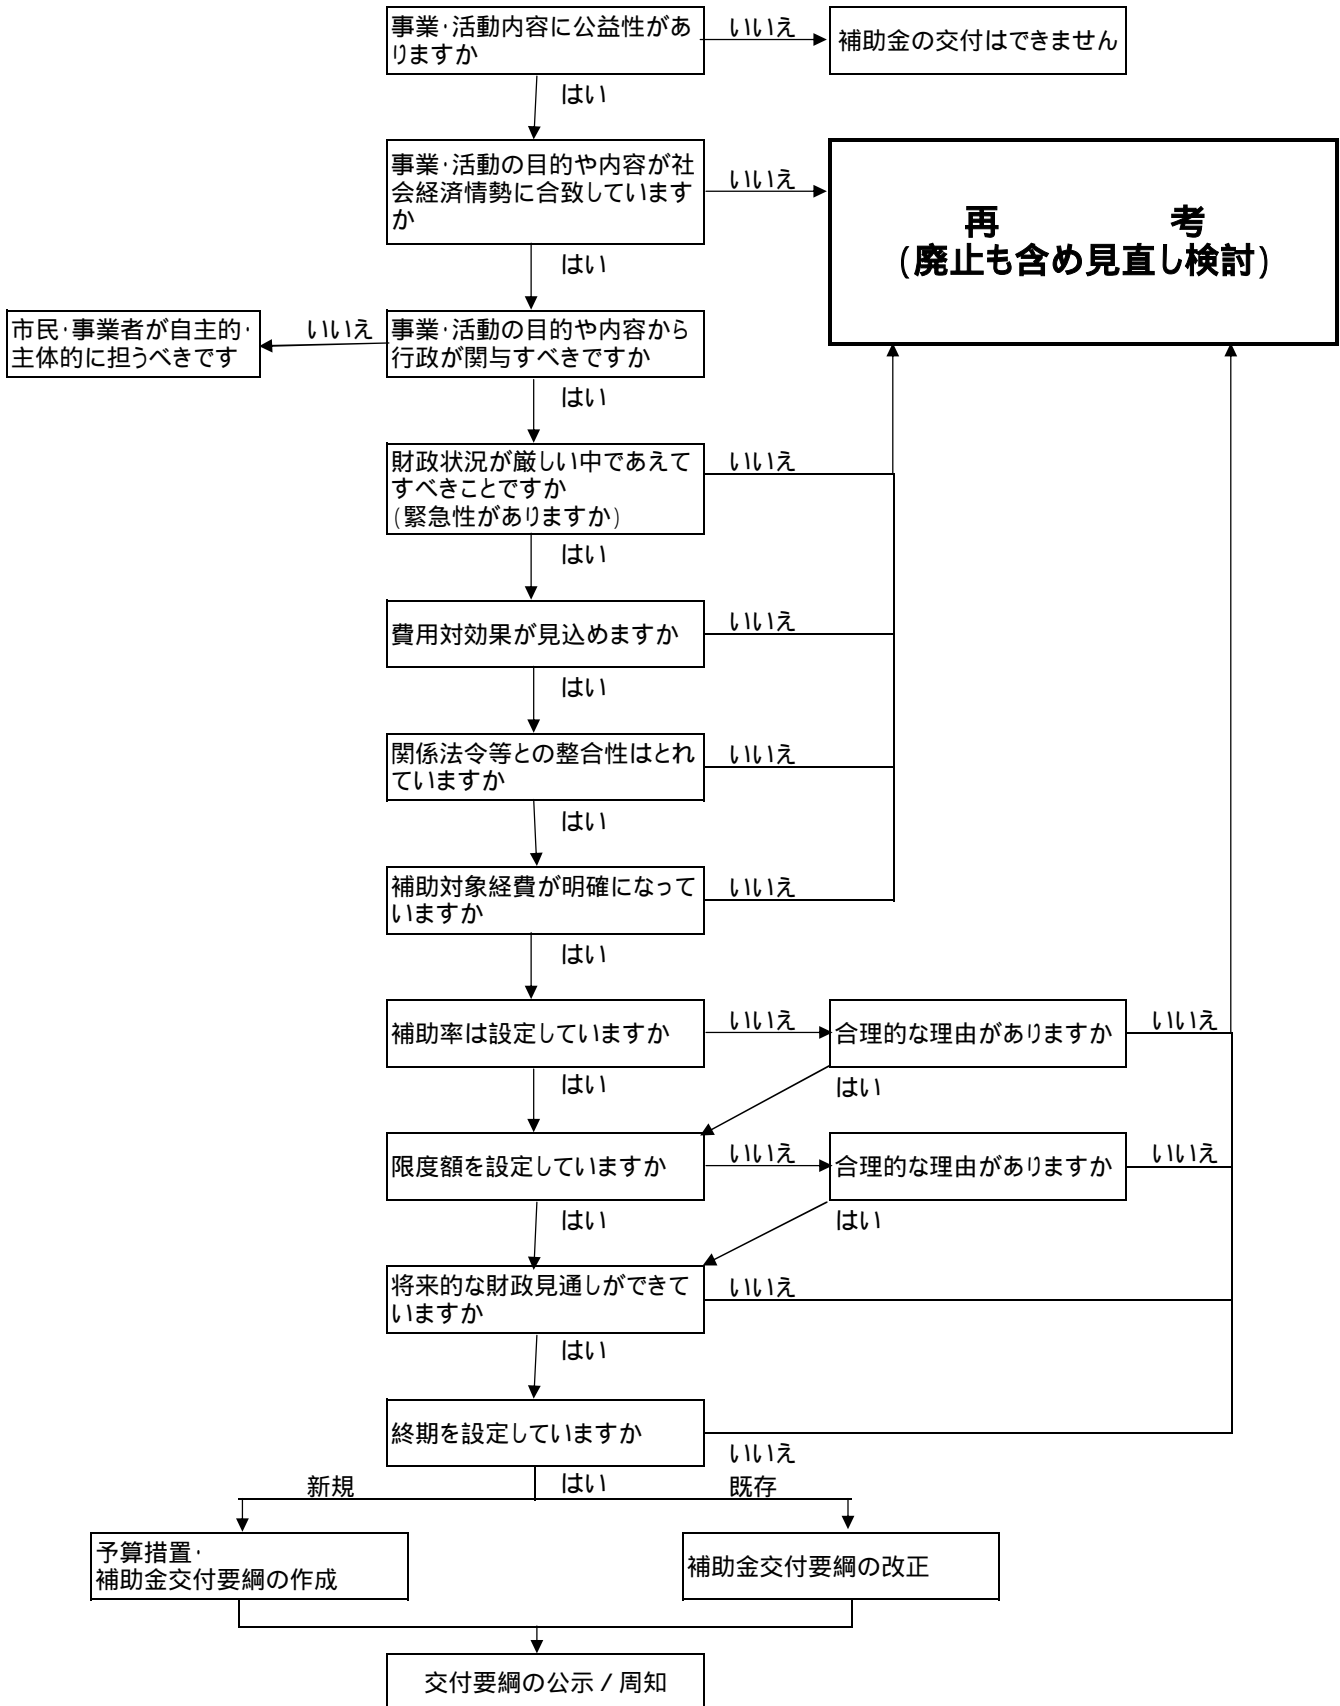 事業・活動内容に公益性があ
りますか
いいえ
補助金の交付はできません
はい
事業・活動の目的や内容が社
会経済情勢に合致しています
か
いいえ
再　　　　考
(廃止も含め見直し検討)
はい
市民・事業者が自主的・
主体的に担うべきです
いいえ
事業・活動の目的や内容から
行政が関与すべきですか
はい
財政状況が厳しい中であえて
すべきことですか
(緊急性がありますか)
いいえ
はい
費用対効果が見込めますか
いいえ
はい
関係法令等との整合性はとれ
ていますか
いいえ
はい
補助対象経費が明確になって
いますか
いいえ
はい
補助率は設定していますか
いいえ
合理的な理由がありますか
いいえ
はい
はい
限度額を設定していますか
いいえ
合理的な理由がありますか
いいえ
はい
はい
将来的な財政見通しができて
いますか
いいえ
はい
終期を設定していますか
いいえ
はい
新規
既存
予算措置・
補助金交付要綱の作成
補助金交付要綱の改正
交付要綱の公示／周知